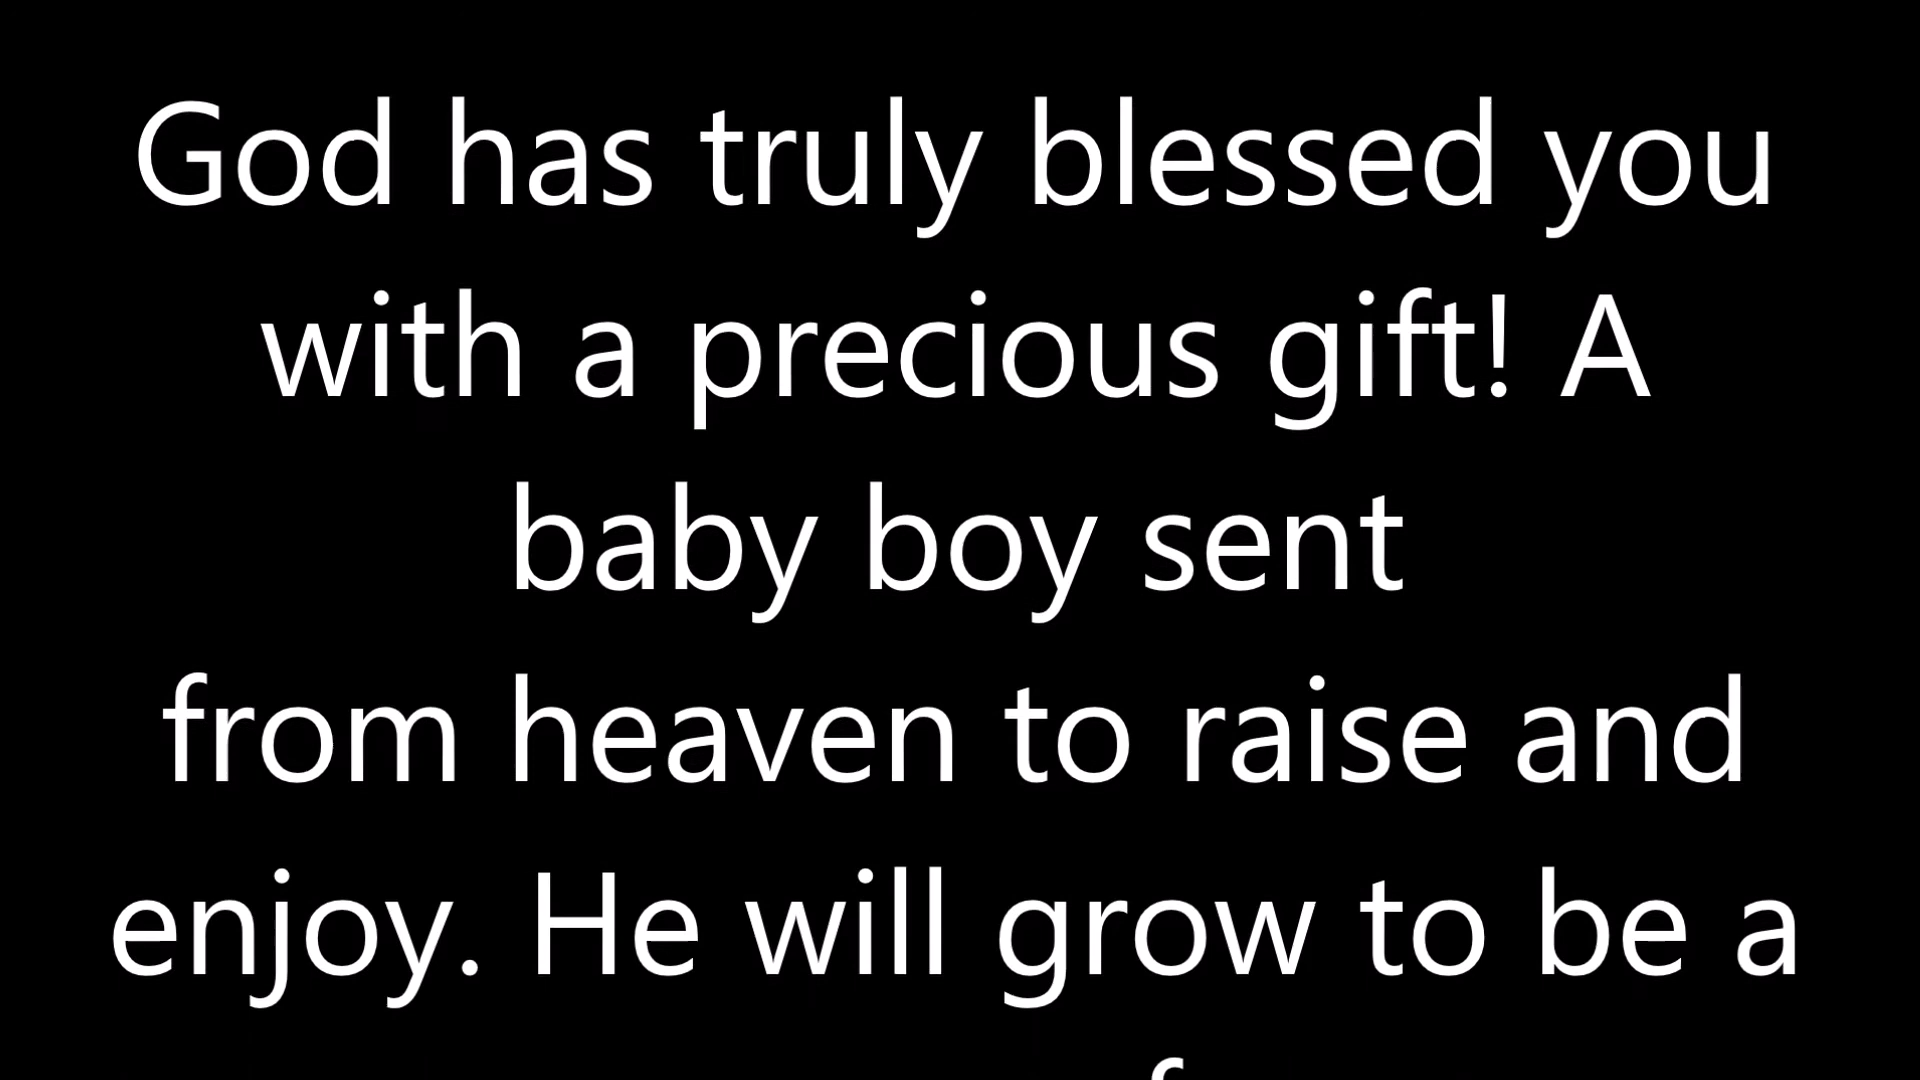 God has truly blessed you
with a precious gift! A
baby boy sent
from heaven to raise and
enjoy. He will grow to be a